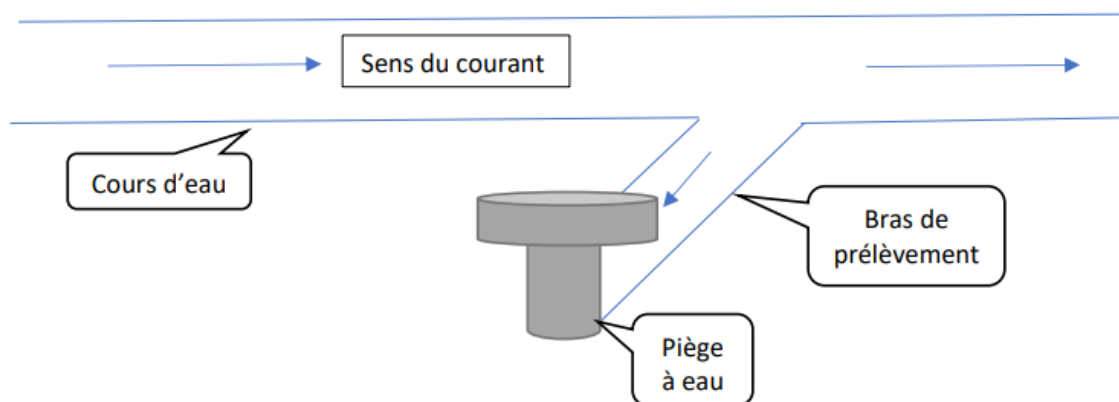 Sens du courant
Cours d’eau
Bras de
prélèvement
Piège
à eau